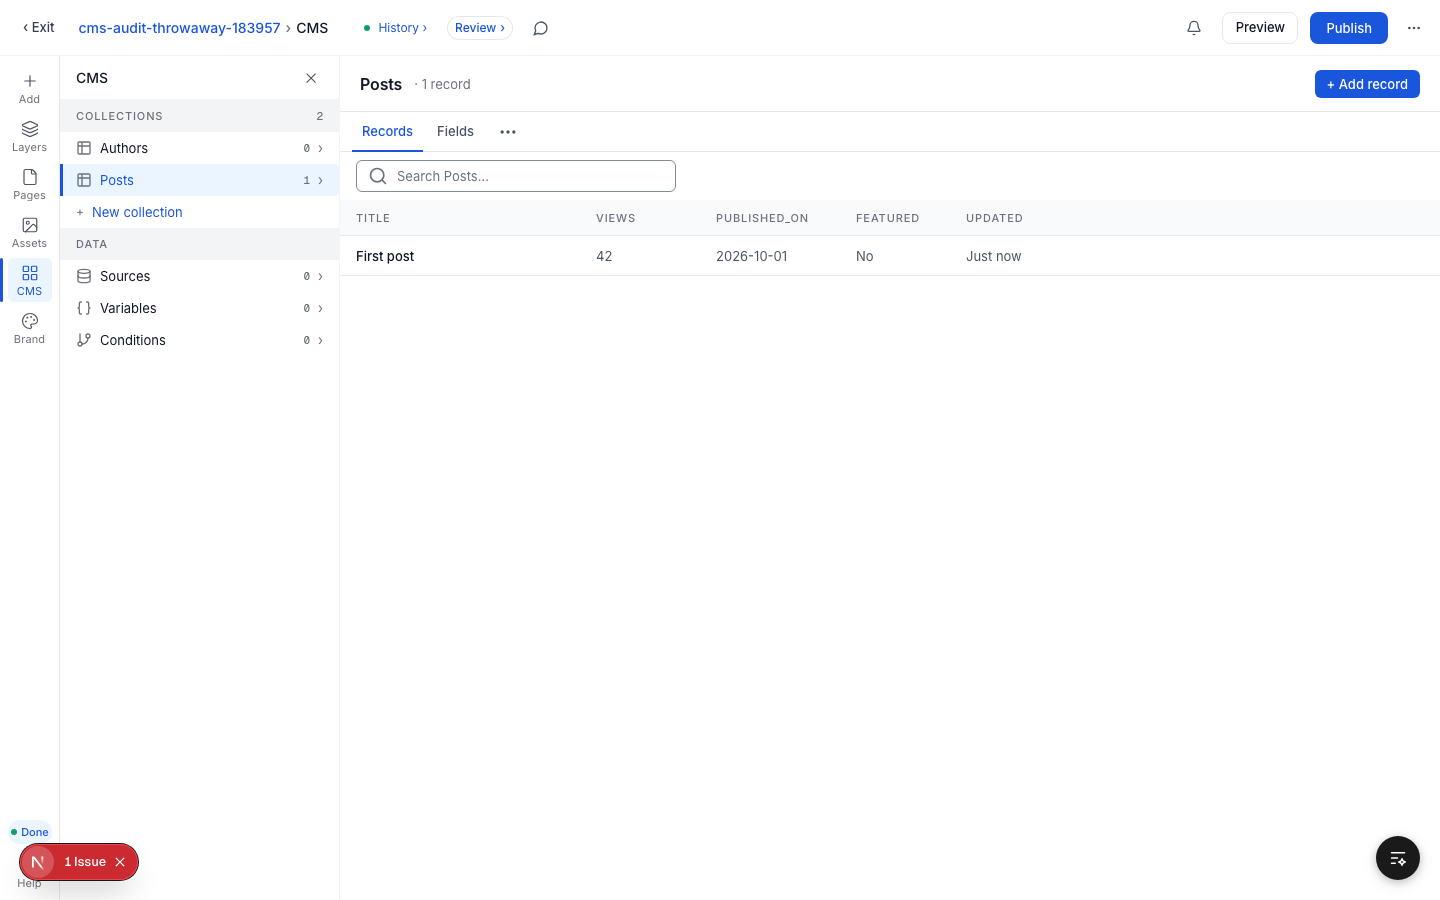 ‹ Exit
cms-audit-throwaway-183957 › CMS
History ›
Review ›
Preview
Publish
Add
Layers
Pages
Assets
CMS
Brand
Done
Help
CMS
COLLECTIONS 2
Authors 0 ›
Posts 1 ›
+ New collection
DATA
Sources 0 ›
Variables 0 ›
Conditions 0 ›
N 1 Issue
Posts · 1 record
+ Add record
Records Fields
Search Posts...
TITLE VIEWS PUBLISHED_ON FEATURED UPDATED
First post 42 2026-10-01 No Just now